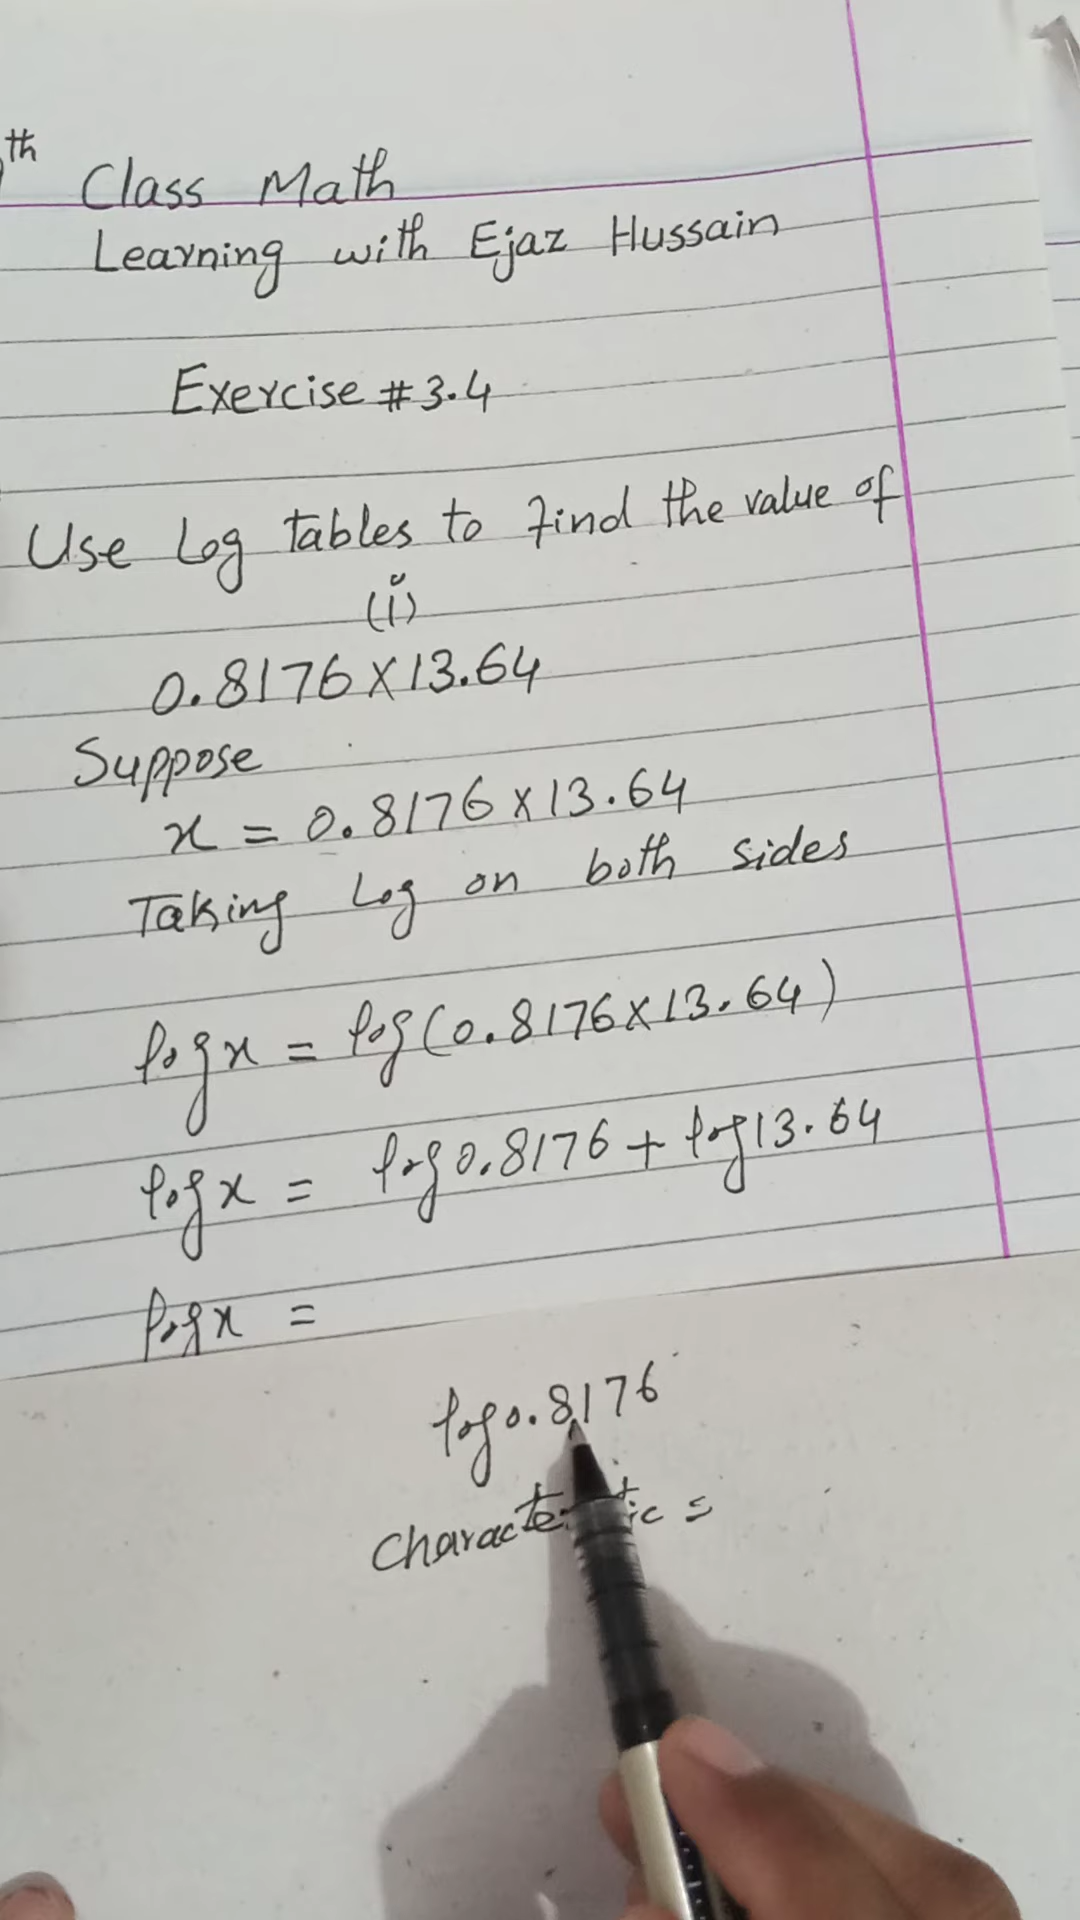 th
Class Math
Learning with Ejaz Hussain
Exercise # 3.4
Use Log tables to find the value of
(i)
0.8176 × 13.64
Suppose
x = 0.8176 × 13.64
Taking Log on both sides
log x = log (0.8176 × 13.64)
log x = log 0.8176 + log 13.64
log x =
log 0.8176
=